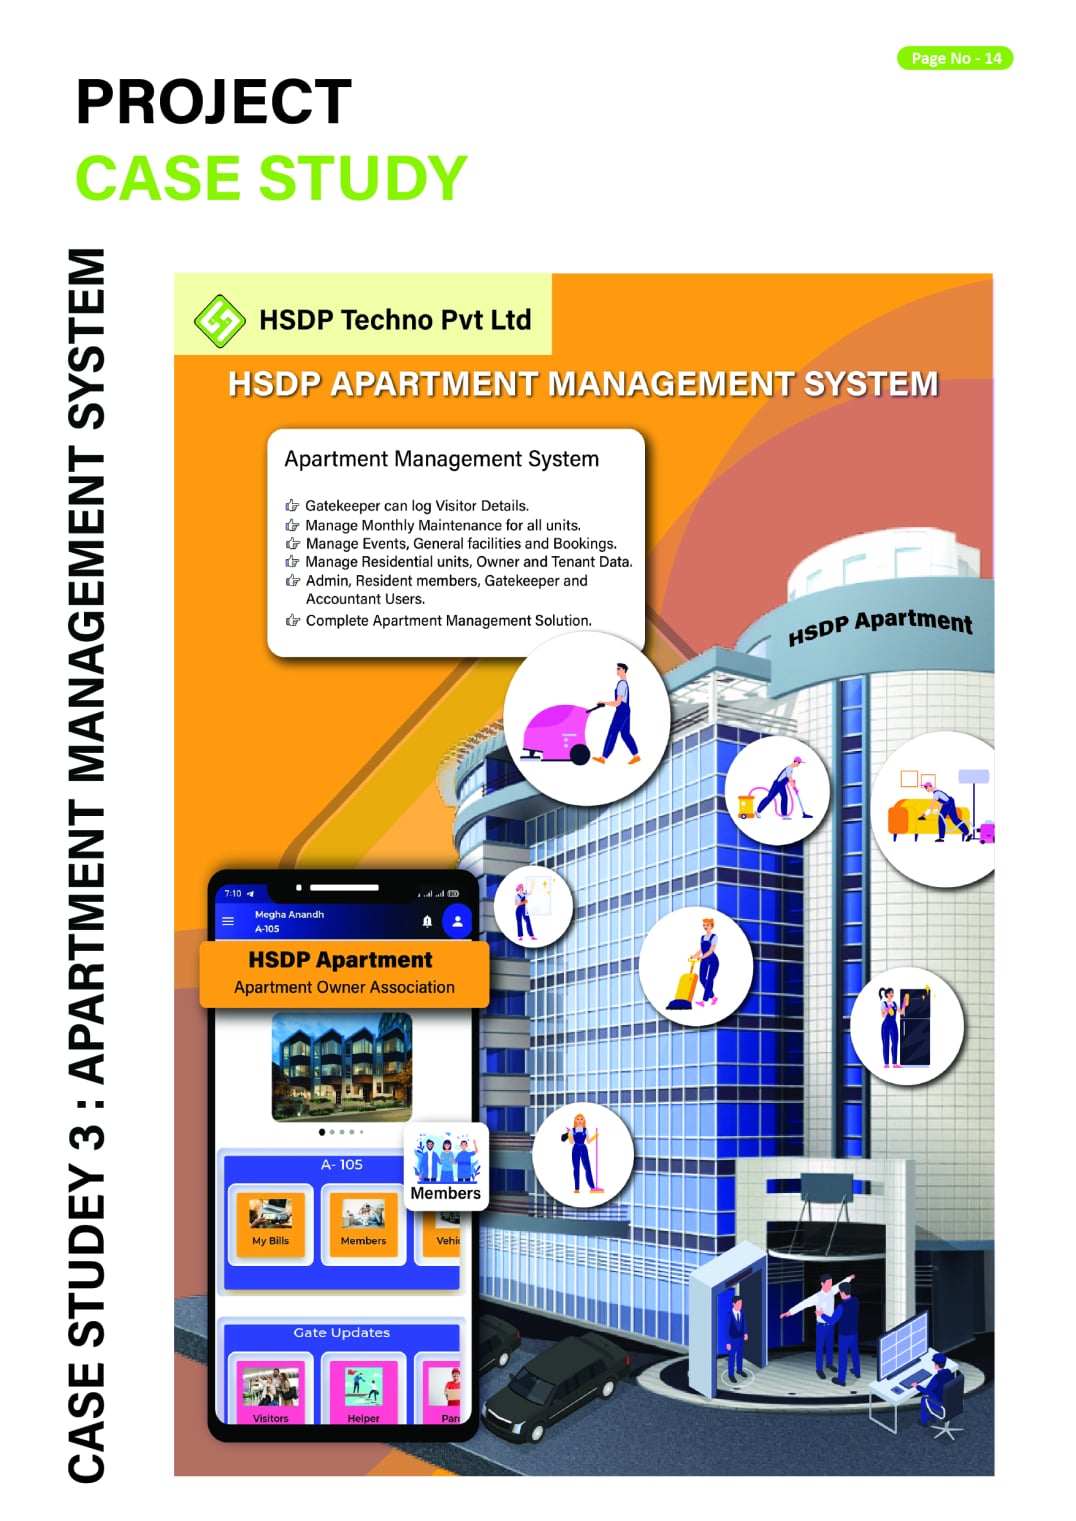 Page No - 14
PROJECT
CASE STUDY
CASE STUDEY 3 : APARTMENT MANAGEMENT SYSTEM
HSDP Techno Pvt Ltd
HSDP APARTMENT MANAGEMENT SYSTEM
Apartment Management System
Gatekeeper can log Visitor Details.
Manage Monthly Maintenance for all units.
Manage Events, General facilities and Bookings.
Manage Residential units, Owner and Tenant Data.
Admin, Resident members, Gatekeeper and
Accountant Users.
Complete Apartment Management Solution.
HSDP Apartment
7:10
Megha Anandh
A-105
HSDP Apartment
Apartment Owner Association
A- 105
Members
My Bills
Members
Vehic
Gate Updates
Visitors
Helper
Parc